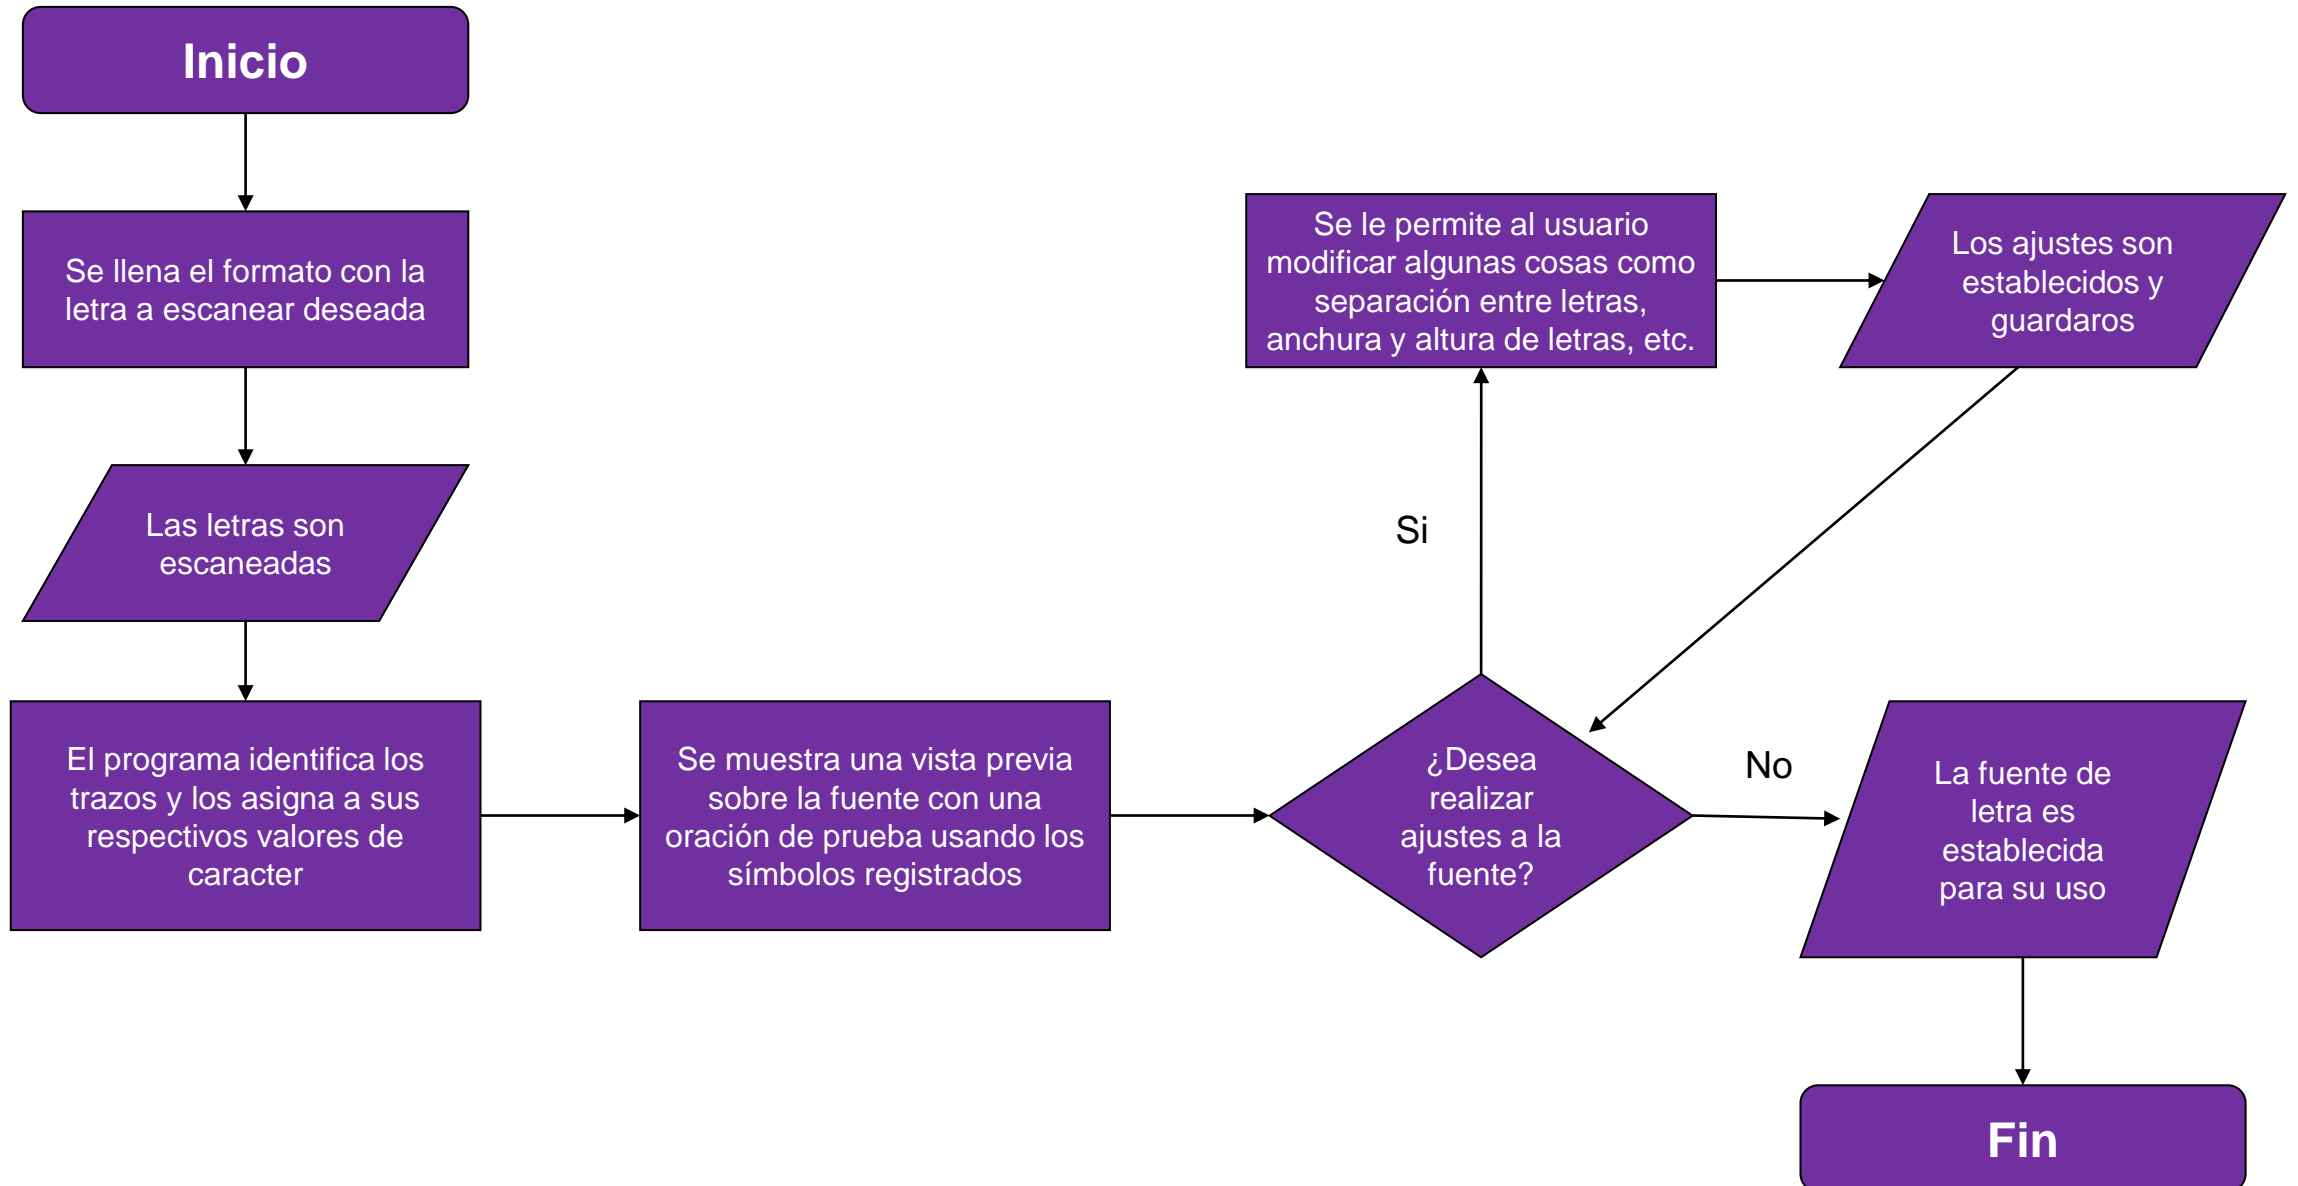 Inicio
Se llena el formato con la
letra a escanear deseada
Las letras son
escaneadas
El programa identifica los
trazos y los asigna a sus
respectivos valores de
caracter
Se muestra una vista previa
sobre la fuente con una
oración de prueba usando los
símbolos registrados
¿Desea
realizar
ajustes a la
fuente?
Si
Se le permite al usuario
modificar algunas cosas como
separación entre letras,
anchura y altura de letras, etc.
Los ajustes son
establecidos y
guardaros
No
La fuente de
letra es
establecida
para su uso
Fin